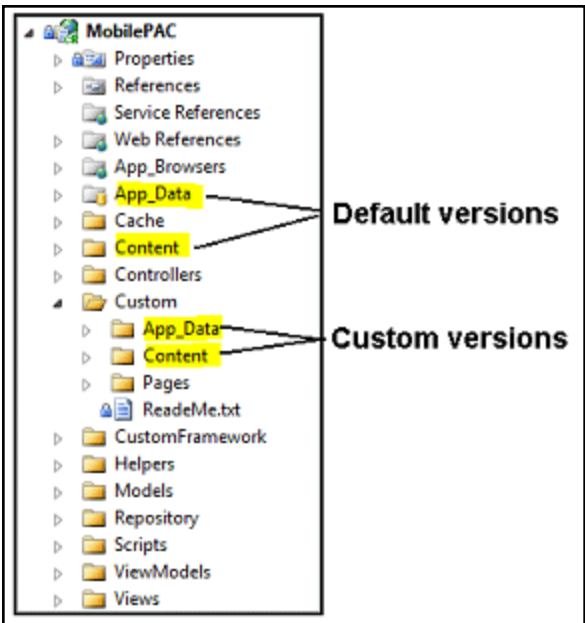 MobilePAC
Properties
References
Service References
Web References
App_Browsers
App_Data
Default versions
Cache
Content
Controllers
Custom
App_Data
Custom versions
Content
Pages
ReadeMe.txt
CustomFramework
Helpers
Models
Repository
Scripts
ViewModels
Views